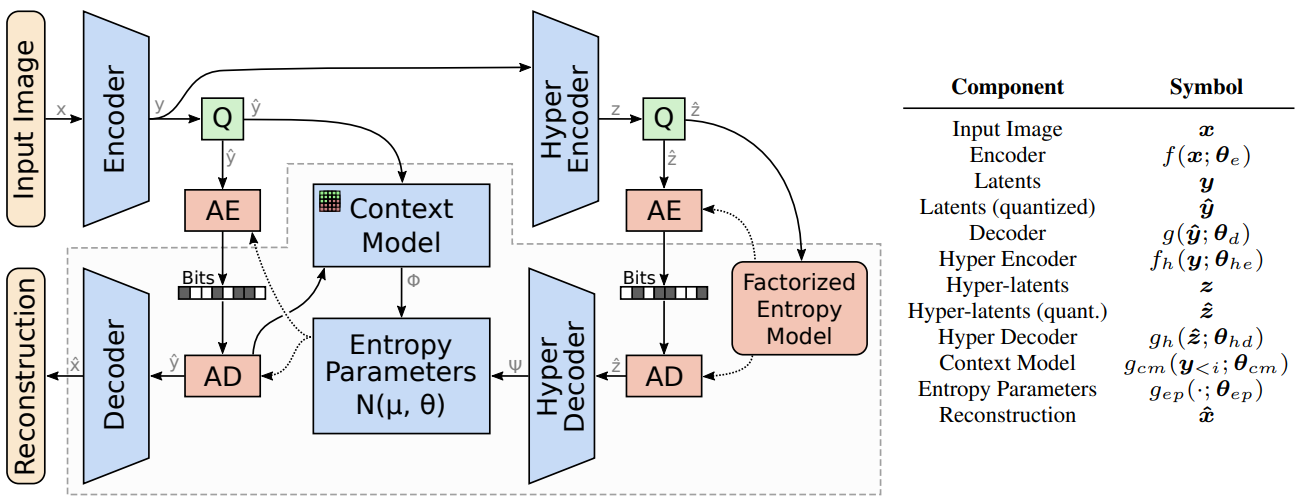 Input Image
x
Encoder
y
Q
ŷ
ŷ
AE
Bits
AD
ŷ
Decoder
x̂
Reconstruction
Context
Model
Φ
Entropy
Parameters
N(μ, θ)
Ψ
Hyper
Encoder
z
Q
ẑ
ẑ
AE
Bits
AD
ẑ
Hyper
Decoder
Factorized
Entropy
Model
Component Symbol
Input Image x
Encoder f(x; θe)
Latents y
Latents (quantized) ŷ
Decoder g(ŷ; θd)
Hyper Encoder fh(y; θhe)
Hyper-latents z
Hyper-latents (quant.) ẑ
Hyper Decoder gh(ẑ; θhd)
Context Model gcm(y<i; θcm)
Entropy Parameters gep(·; θep)
Reconstruction x̂